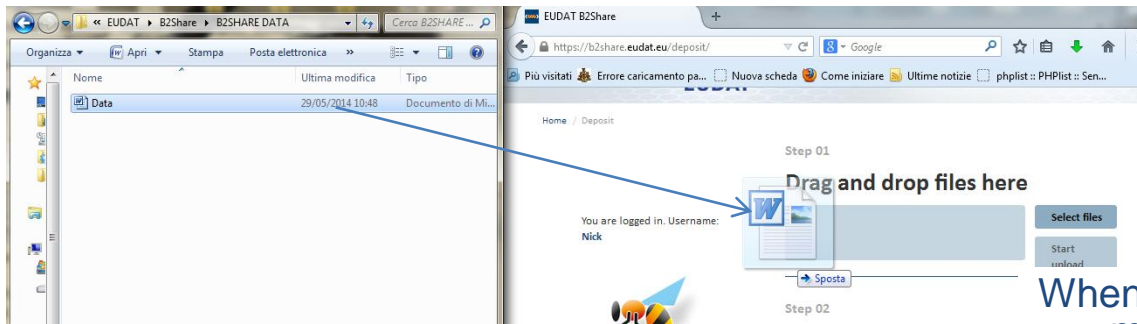 « EUDAT ▸ B2Share ▸ B2SHARE DATA
Cerca B2SHARE ...
Organizza
Apri
Stampa
Posta elettronica
»
Nome
Ultima modifica
Tipo
Data
29/05/2014 10:48
Documento di Mi...
EUDAT B2Share
+
https://b2share.eudat.eu/deposit/
Google
Più visitati
Errore caricamento pa...
Nuova scheda
Come iniziare
Ultime notizie
phplist :: PHPlist :: Sen...
Home / Deposit
Step 01
Drag and drop files here
You are logged in. Username:
Nick
Select files
Start
upload
Sposta
Step 02
When